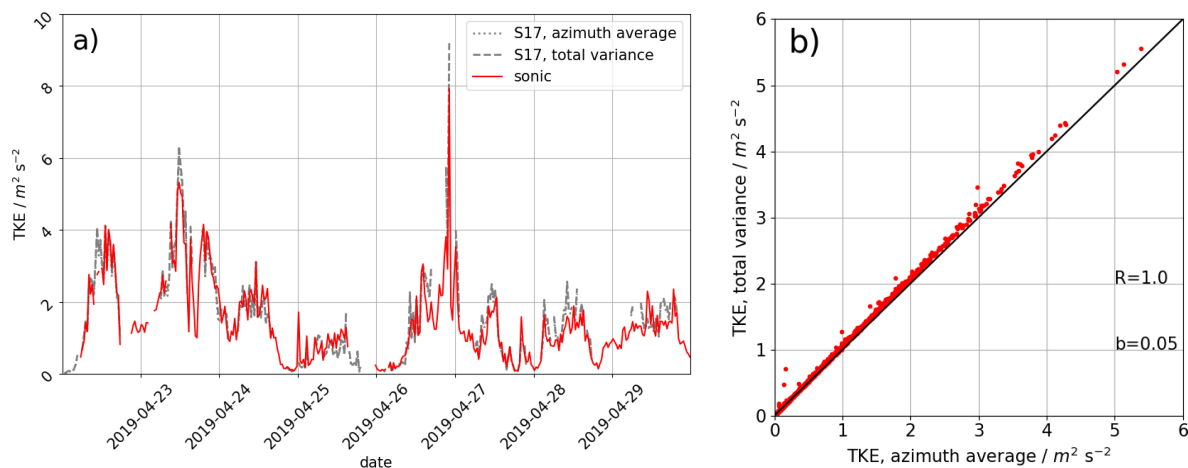 a)
S17, azimuth average
S17, total variance
sonic
TKE / m² s⁻²
0
2
4
6
8
10
2019-04-23
2019-04-24
2019-04-25
2019-04-26
2019-04-27
2019-04-28
2019-04-29
date
b)
TKE, total variance / m² s⁻²
6
5
4
3
2
1
0
R=1.0
b=0.05
0
1
2
3
4
5
6
TKE, azimuth average / m² s⁻²